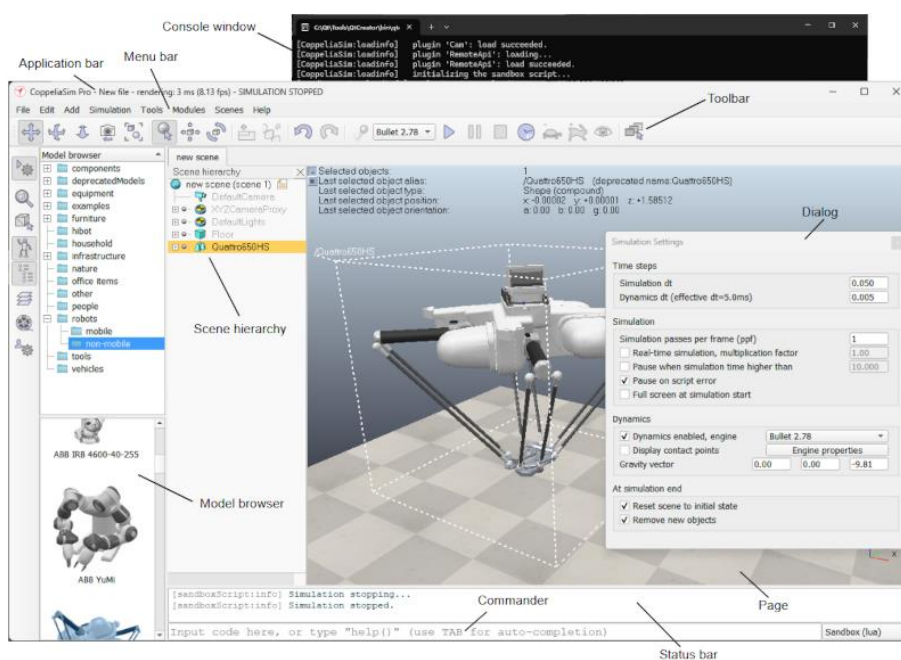 Console window
C:\Qt\Tools\QtCreator\bin\
[CoppeliaSim:loadinfo] plugin 'Cam': load succeeded.
[CoppeliaSim:loadinfo] plugin 'RemoteApi': loading...
[CoppeliaSim:loadinfo] plugin 'RemoteApi': load succeeded.
[CoppeliaSim:loadinfo] initializing the sandbox script...
Application bar
Menu bar
CoppeliaSim Pro - New file - rendering: 3 ms (8.13 fps) - SIMULATION STOPPED
Toolbar
File Edit Add Simulation Tools Modules Scenes Help
Bullet 2.78
Model browser
components
deprecatedModels
equipment
examples
furniture
hibot
household
infrastructure
nature
office items
other
people
robots
mobile
non-mobile
tools
vehicles
ABB IRB 4600-40-255
ABB YuMi
Model browser
new scene
Scene hierarchy
new scene (scene 1)
DefaultCamera
XYZCameraProxy
DefaultLights
Floor
Quattro650HS
Scene hierarchy
Selected objects: 1
Last selected object alias: /Quattro650HS (deprecated name:Quattro650HS)
Last selected object type: Shape (compound)
Last selected object position: x: -0.00002 y: +0.00001 z: +1.58512
Last selected object orientation: a: 0.00 b: 0.00 g: 0.00
/Quattro650HS
Dialog
Simulation Settings
Time steps
Simulation dt 0.050
Dynamics dt (effective dt=5.0ms) 0.005
Simulation
Simulation passes per frame (ppf) 1
Real-time simulation, multiplication factor 1.00
Pause when simulation time higher than 10.000
Pause on script error
Full screen at simulation start
Dynamics
Dynamics enabled, engine Bullet 2.78
Display contact points Engine properties
Gravity vector 0.00 0.00 -9.81
At simulation end
Reset scene to initial state
Remove new objects
x
Page
[sandboxScript:info] Simulation stopping...
[sandboxScript:info] Simulation stopped.
Commander
Input code here, or type "help()" (use TAB for auto-completion)
Sandbox (lua)
Status bar